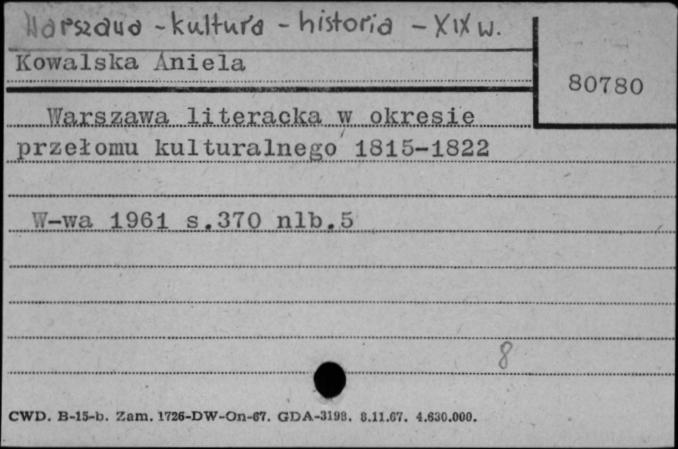 Warszawa - kultura - historia - XIX w.
Kowalska Aniela
80780
Warszawa literacka w okresie
przełomu kulturalnego 1815-1822
W-wa 1961 s.370 nlb.5
8
CWD. B-15-b. Zam. 1726-DW-On-67. GDA-3198. 8.11.67. 4.630.000.